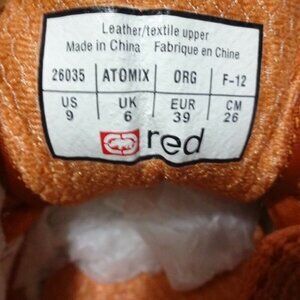 Leather/textile upper
Made in China Fabrique en Chine
26035 ATOMIX ORG F-12
US UK EUR CM
9 6 39 26
red